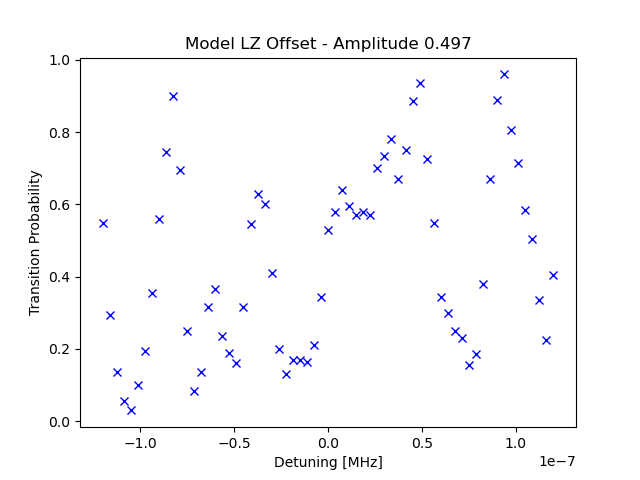 Model LZ Offset - Amplitude 0.497
1.0
0.8
0.6
0.4
0.2
0.0
Transition Probability
−1.0 −0.5 0.0 0.5 1.0
1e−7
Detuning [MHz]